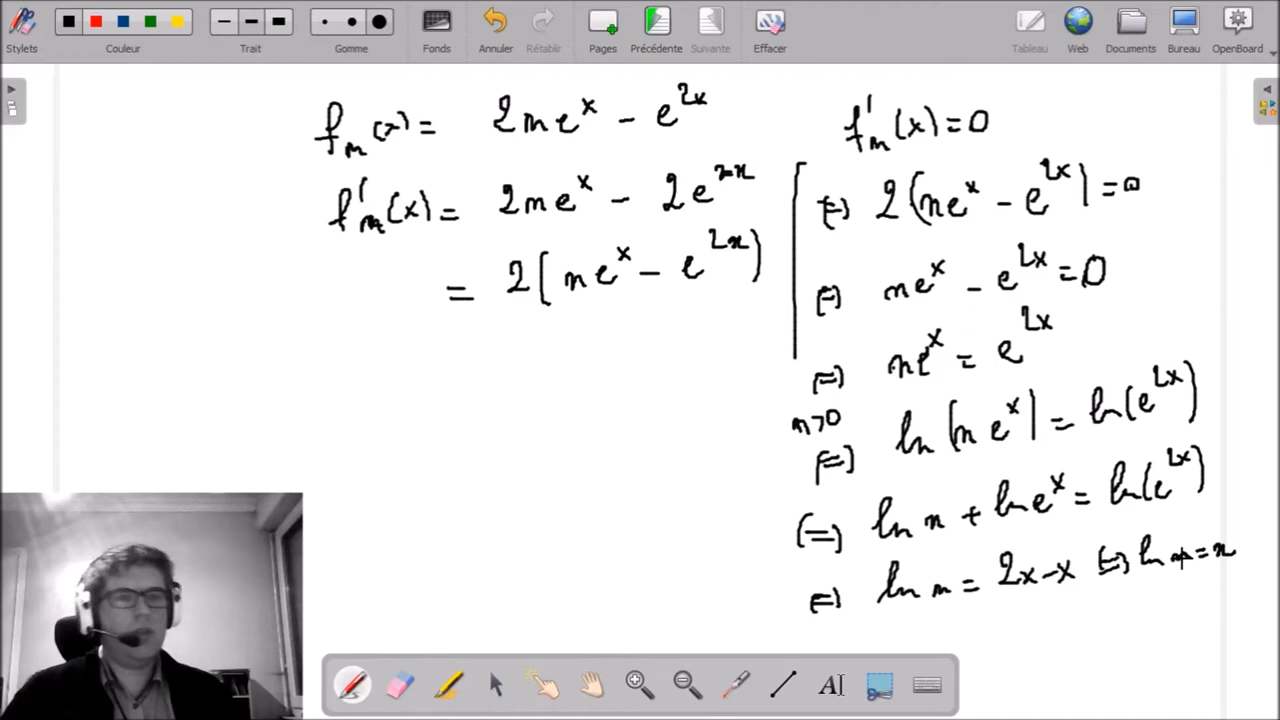 Stylets Couleur Trait Gomme Fonds Annuler Rétablir Pages Précédente Suivante Effacer Tableau Web Documents Bureau OpenBoard
fₘ(x) = 2me^x - e^{2x}
f'ₘ(x) = 2me^x - 2e^{2x}
= 2(me^x - e^{2x})
f'ₘ(x) = 0
⇔ 2(me^x - e^{2x}) = 0
⇔ me^x - e^{2x} = 0
⇔ me^x = e^{2x}
m>0
⇔ ln(me^x) = ln(e^{2x})
⇔ ln m + ln e^x = ln(e^{2x})
⇔ ln m = 2x - x ⇔ ln m = x
AI